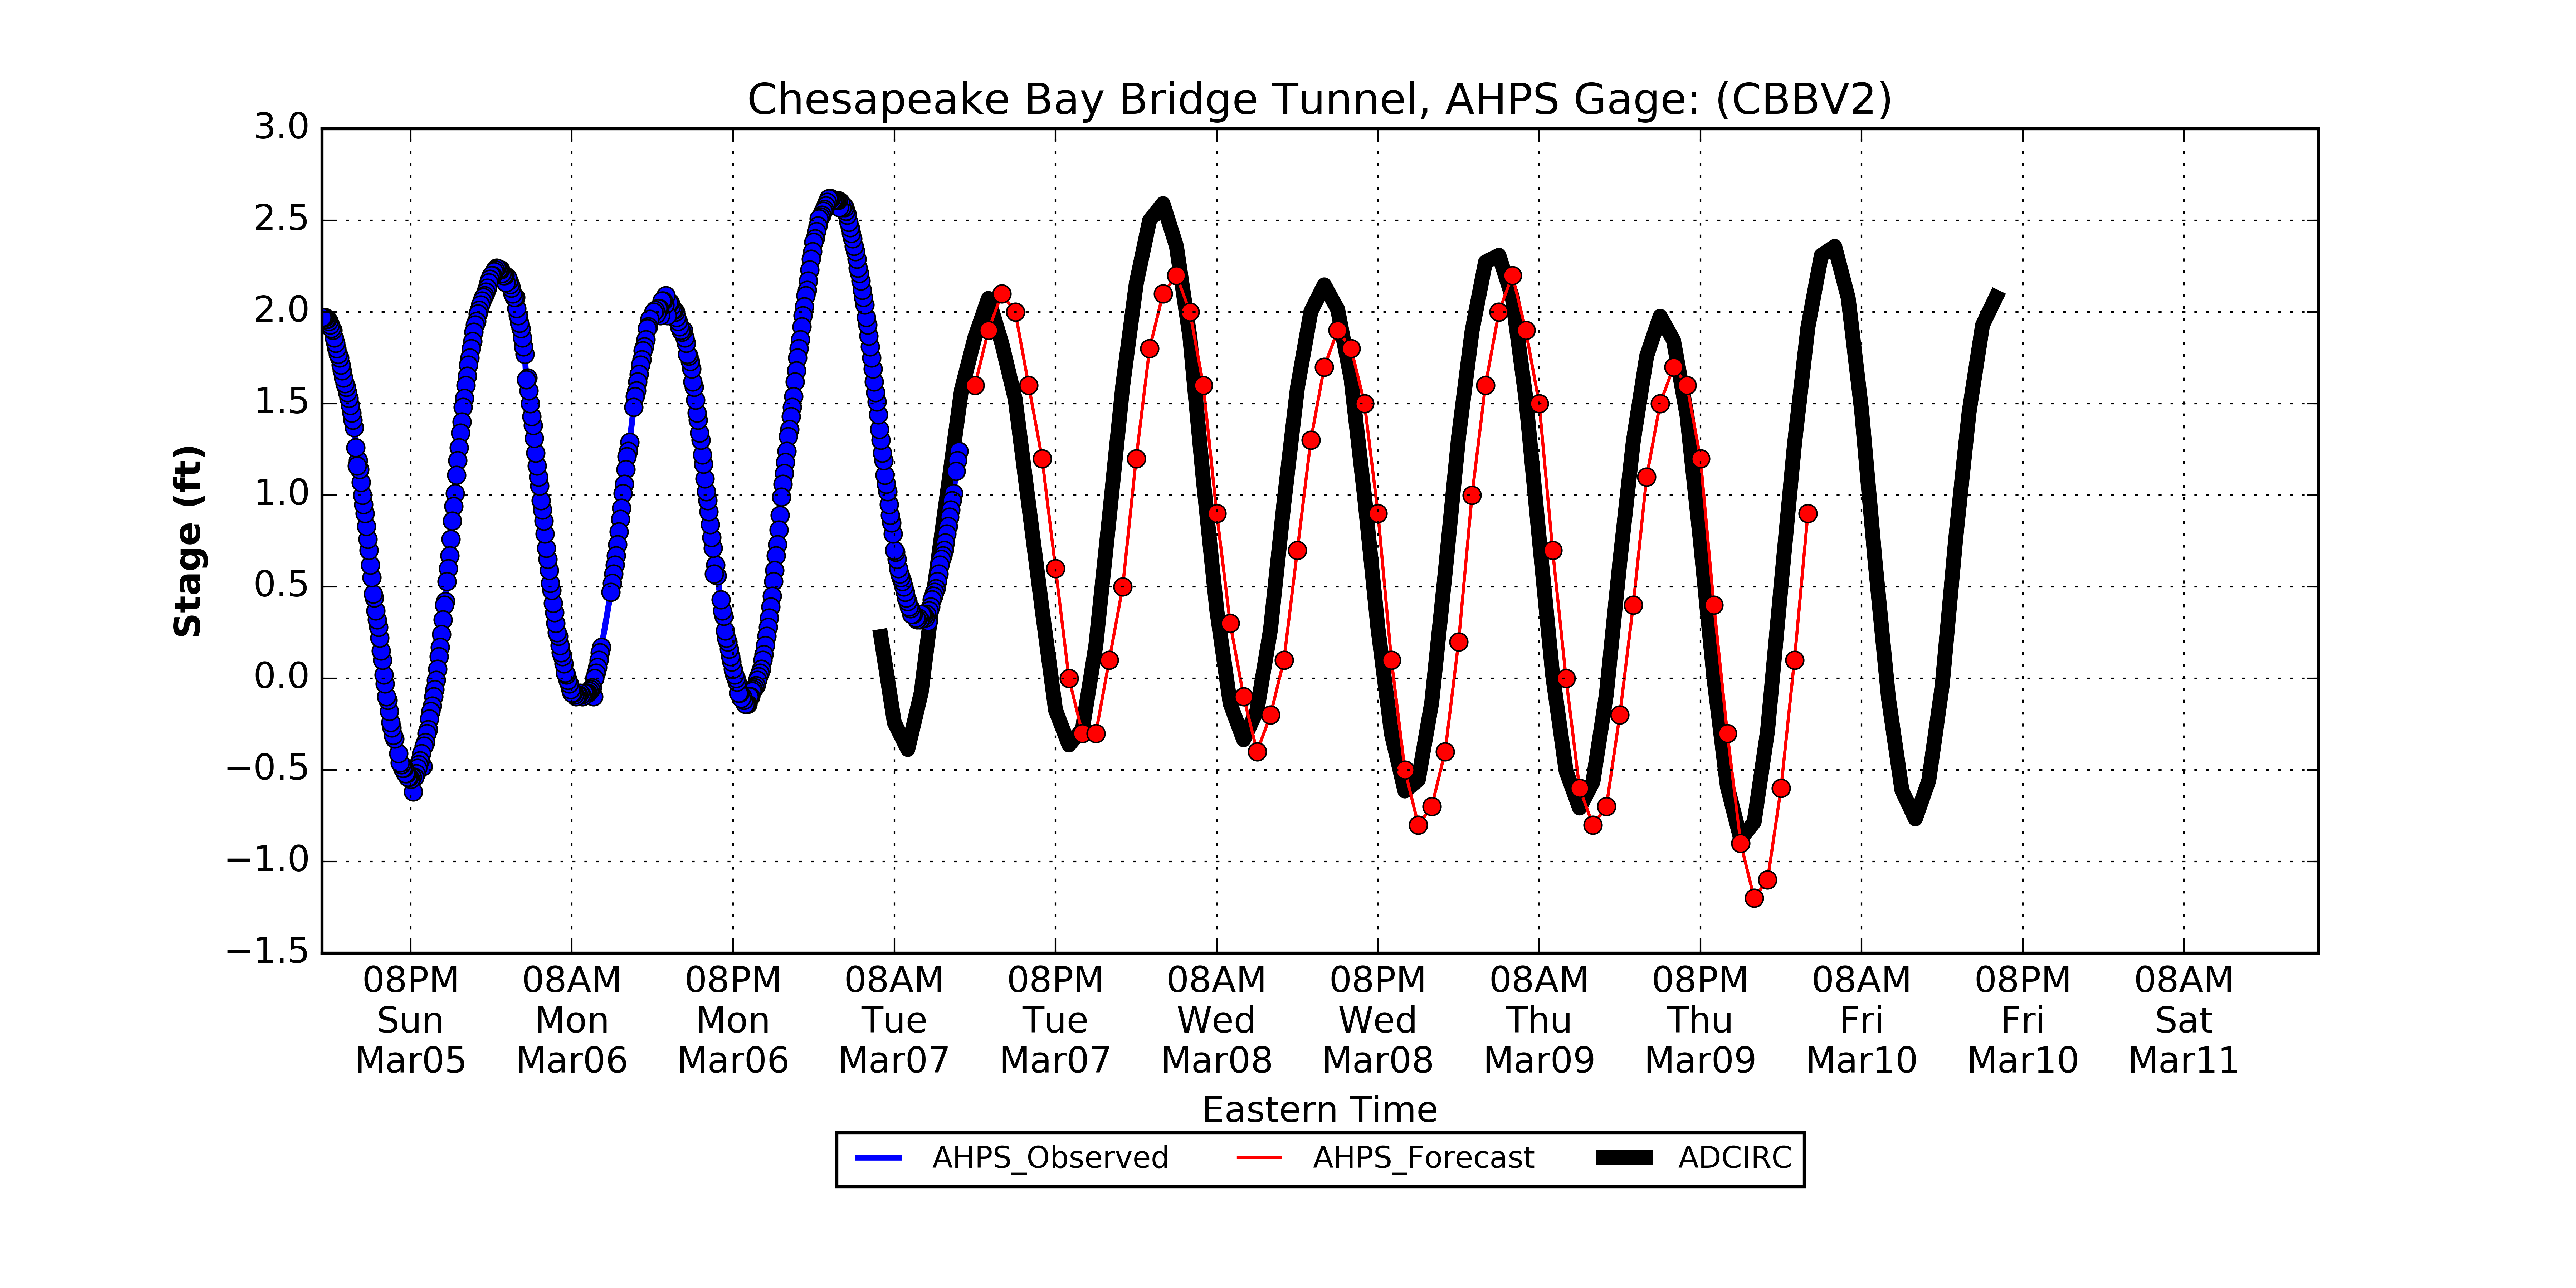 Chesapeake Bay Bridge Tunnel, AHPS Gage: (CBBV2)
3.0
2.5
2.0
1.5
1.0
0.5
0.0
−0.5
−1.0
−1.5
Stage (ft)
08PM 08AM 08PM 08AM 08PM 08AM 08PM 08AM 08PM 08AM 08PM 08AM
Sun Mon Mon Tue Tue Wed Wed Thu Thu Fri Fri Sat
Mar05 Mar06 Mar06 Mar07 Mar07 Mar08 Mar08 Mar09 Mar09 Mar10 Mar10 Mar11
Eastern Time
AHPS_Observed AHPS_Forecast ADCIRC